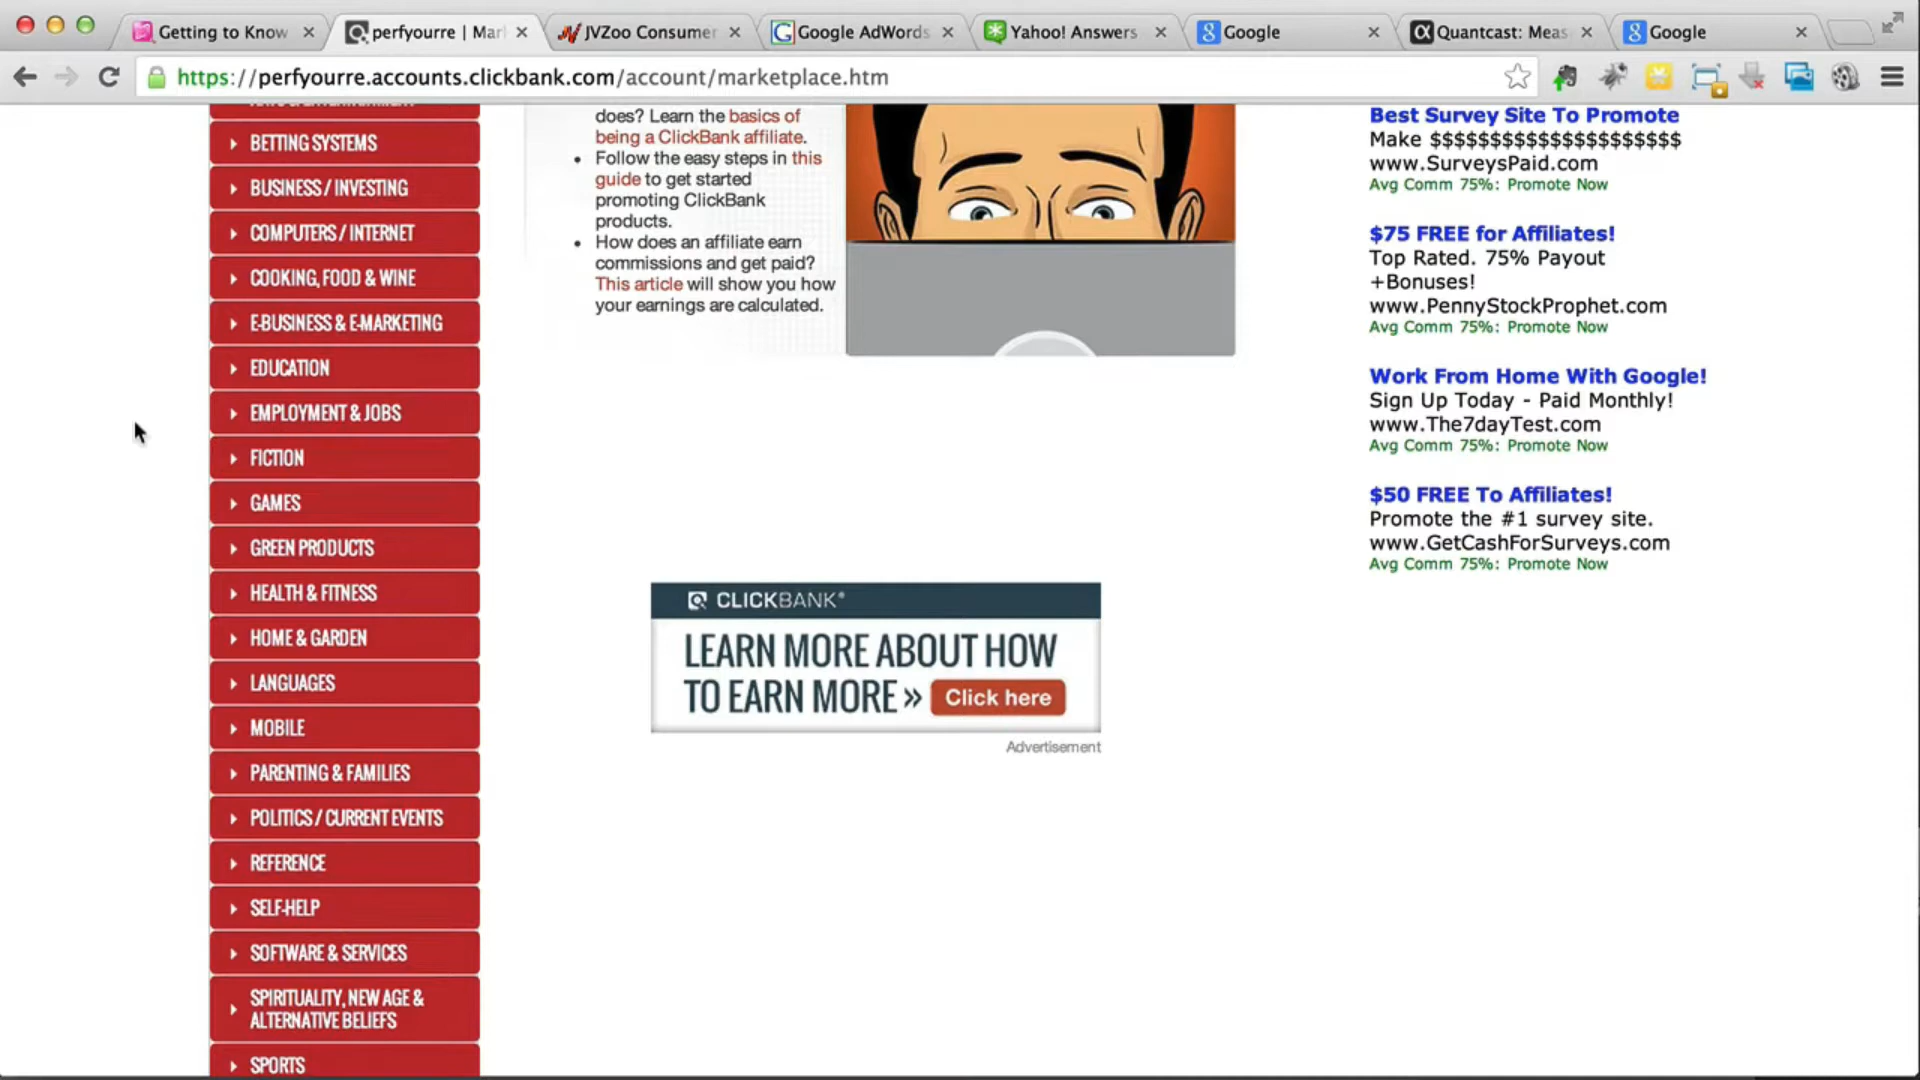 Getting to Know
perfyourre | Mar
JVZoo Consumer
Google AdWords
Yahoo! Answers
Google
Quantcast: Meas
Google
https://perfyourre.accounts.clickbank.com/account/marketplace.htm
BETTING SYSTEMS
BUSINESS / INVESTING
COMPUTERS / INTERNET
COOKING, FOOD & WINE
E-BUSINESS & E-MARKETING
EDUCATION
EMPLOYMENT & JOBS
FICTION
GAMES
GREEN PRODUCTS
HEALTH & FITNESS
HOME & GARDEN
LANGUAGES
MOBILE
PARENTING & FAMILIES
POLITICS / CURRENT EVENTS
REFERENCE
SELF-HELP
SOFTWARE & SERVICES
SPIRITUALITY, NEW AGE &
ALTERNATIVE BELIEFS
SPORTS
does? Learn the basics of
being a ClickBank affiliate.
• Follow the easy steps in this
guide to get started
promoting ClickBank
products.
• How does an affiliate earn
commissions and get paid?
This article will show you how
your earnings are calculated.
CLICKBANK®
LEARN MORE ABOUT HOW
TO EARN MORE » Click here
Advertisement
Best Survey Site To Promote
Make $$$$$$$$$$$$$$$$$$$$$
www.SurveysPaid.com
Avg Comm 75%: Promote Now
$75 FREE for Affiliates!
Top Rated. 75% Payout
+Bonuses!
www.PennyStockProphet.com
Avg Comm 75%: Promote Now
Work From Home With Google!
Sign Up Today - Paid Monthly!
www.The7dayTest.com
Avg Comm 75%: Promote Now
$50 FREE To Affiliates!
Promote the #1 survey site.
www.GetCashForSurveys.com
Avg Comm 75%: Promote Now